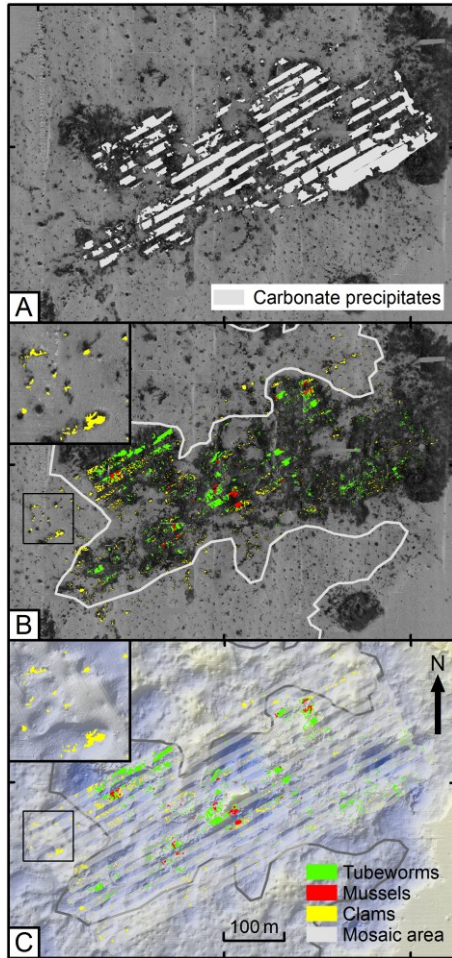 Carbonate precipitates
A
B
N
Tubeworms
Mussels
Clams
Mosaic area
100 m
C